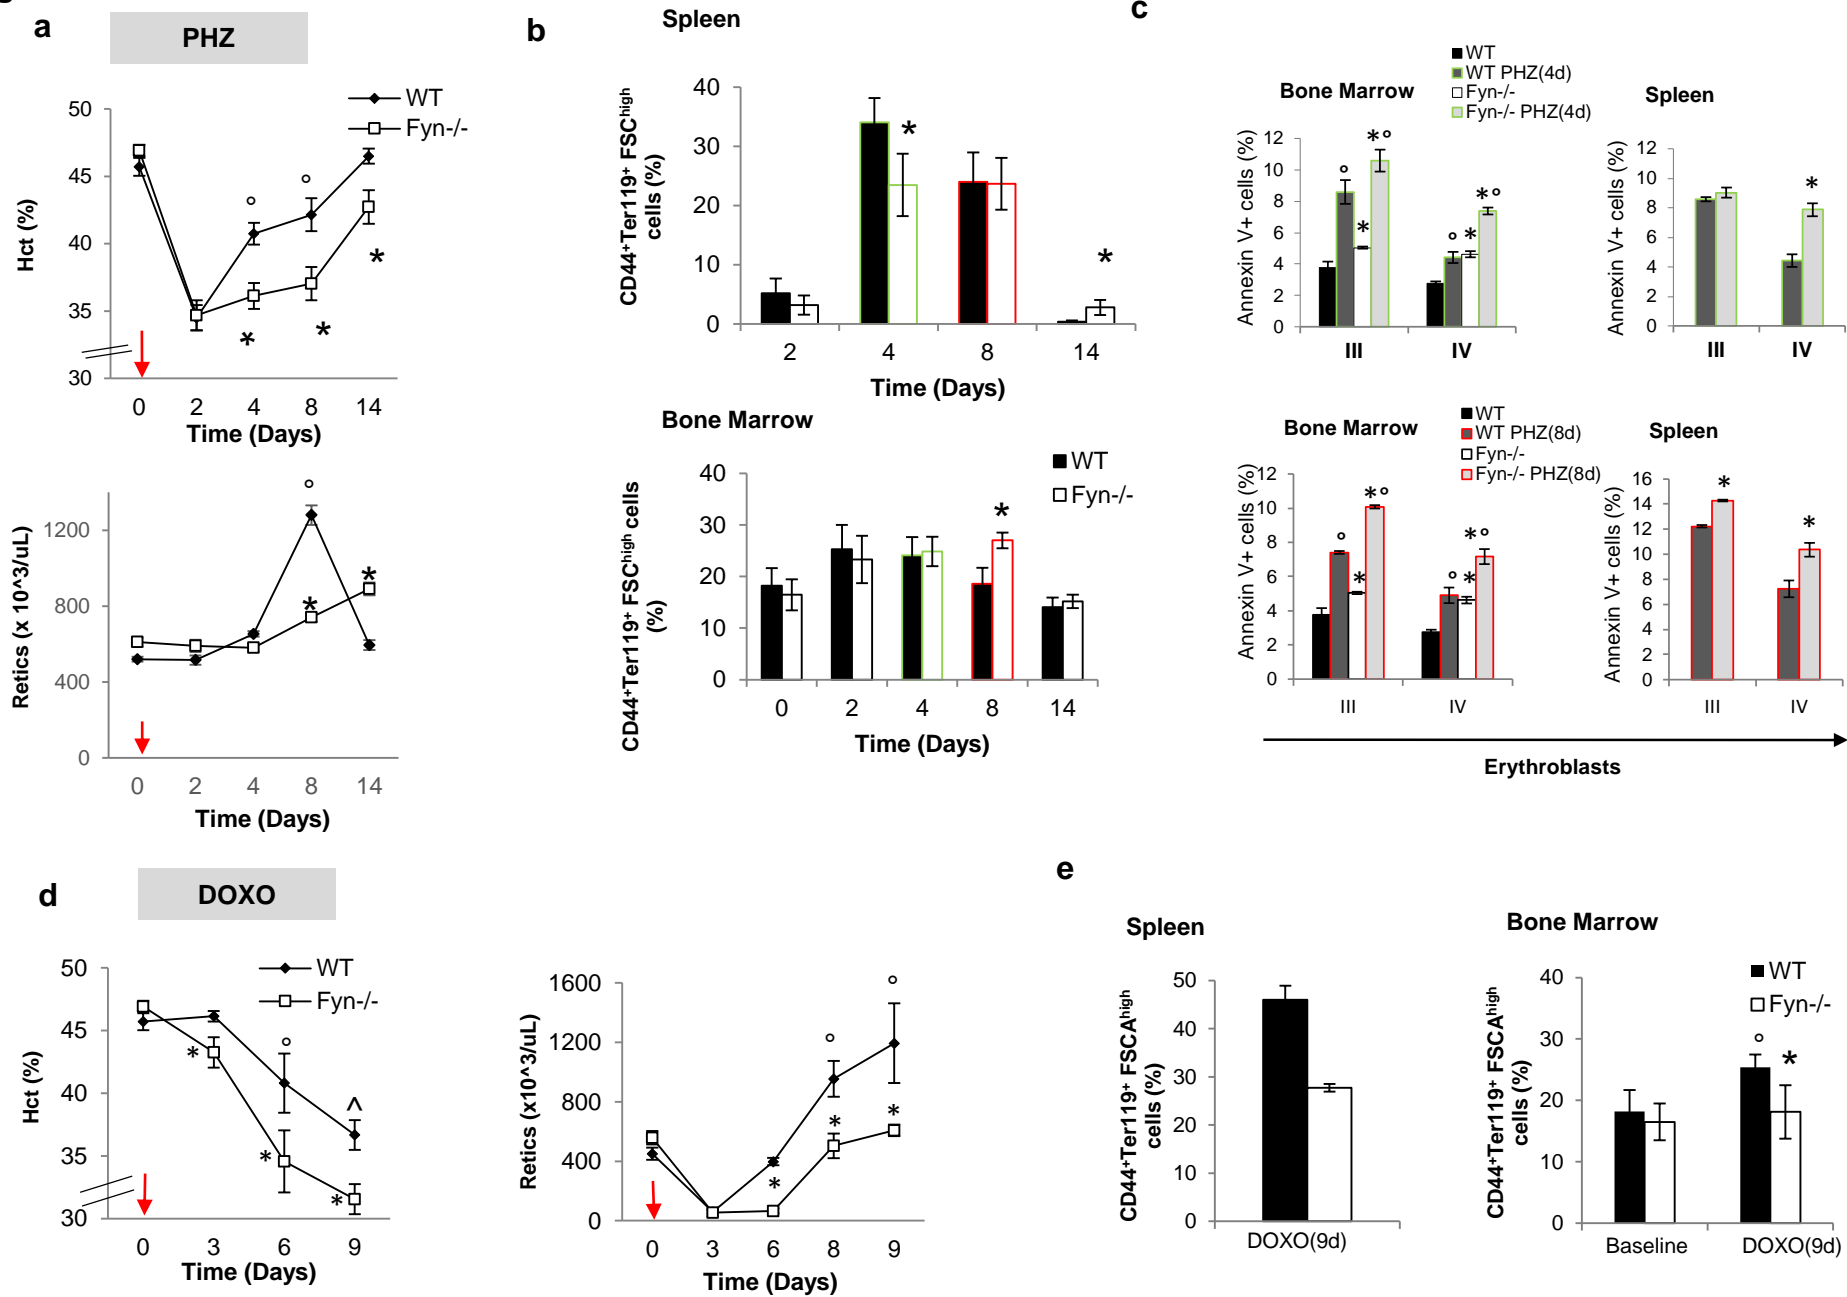 a
PHZ
WT
Fyn-/-
Hct (%)
50
45
40
35
30
°
°
*
*
*
0 2 4 8 14
Time (Days)
Retics (x 10^3/uL)
1200
800
400
0
°
*
*
0 2 4 8 14
Time (Days)
b
Spleen
CD44+Ter119+ FSChigh
cells (%)
40
30
20
10
0
*
*
2 4 8 14
Time (Days)
Bone Marrow
WT
Fyn-/-
CD44+Ter119+ FSChigh cells
(%)
40
30
20
10
0
*
0 2 4 8 14
Time (Days)
c
WT
WT PHZ(4d)
Fyn-/-
Fyn-/- PHZ(4d)
Bone Marrow
Annexin V+ cells (%)
12
10
8
6
4
2
0
°
*
*°
°
*
*°
III IV
Spleen
Annexin V+ cells (%)
12
10
8
6
4
2
0
*
III IV
WT
WT PHZ(8d)
Fyn-/-
Fyn-/- PHZ(8d)
Bone Marrow
Annexin V+ cells (%)
12
10
8
6
4
2
0
°
*
*°
°
*
*°
III IV
Spleen
Annexin V+ cells (%)
16
14
12
10
8
6
4
2
0
*
*
III IV
Erythroblasts
d
DOXO
WT
Fyn-/-
Hct (%)
50
45
40
35
30
*
°
*
^
*
0 3 6 9
Time (Days)
Retics (x10^3/uL)
1600
1200
800
400
0
*
°
*
°
*
0 3 6 8 9
Time (Days)
e
Spleen
CD44+Ter119+ FSCAhigh
cells (%)
50
40
30
20
10
0
DOXO(9d)
Bone Marrow
WT
Fyn-/-
CD44+Ter119+ FSCAhigh
cells (%)
40
30
20
10
0
°
*
Baseline DOXO(9d)